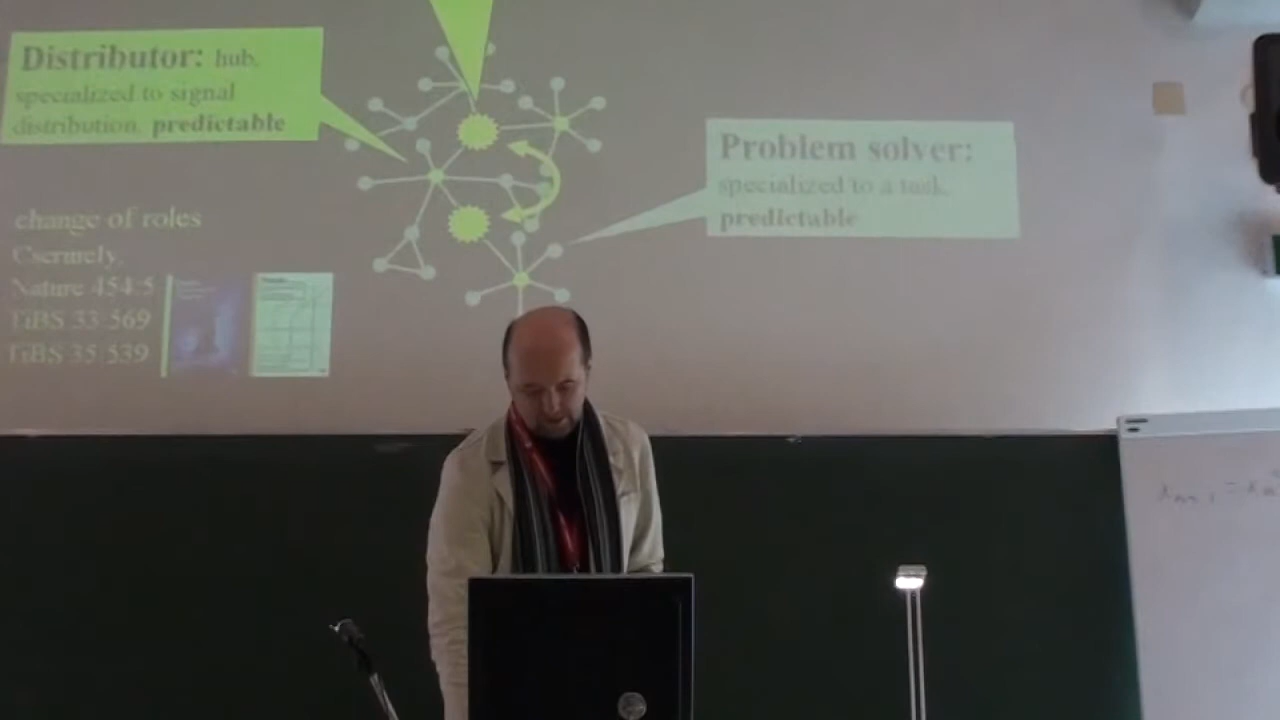 Distributor: hub,
specialized to signal
distribution, predictable
Problem solver:
specialized to a task,
predictable
change of roles
Csermely,
Nature 454:5
TiBS 33:569
TiBS 35:539